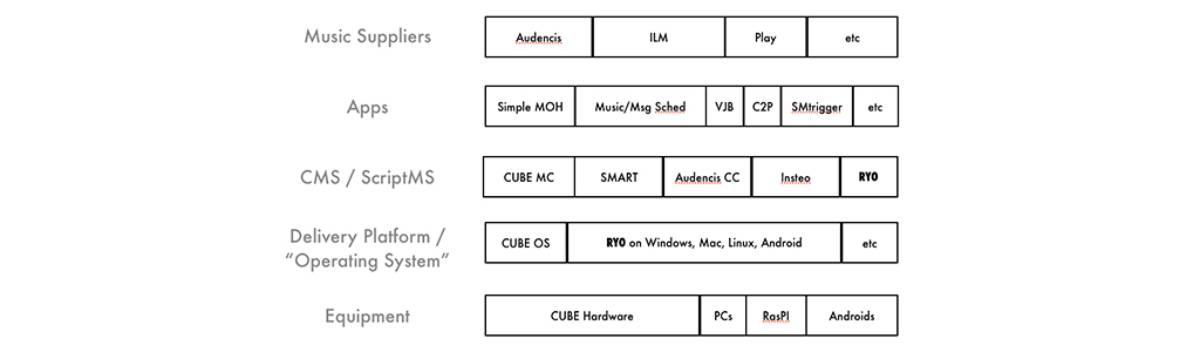 Music Suppliers Audencis ILM Play etc
Apps Simple MOH Music/Msg Sched VJB C2P SMtrigger etc
CMS / ScriptMS CUBE MC SMART Audencis CC Insteo RYO
Delivery Platform /
“Operating System” CUBE OS RYO on Windows, Mac, Linux, Android etc
Equipment CUBE Hardware PCs RasPI Androids